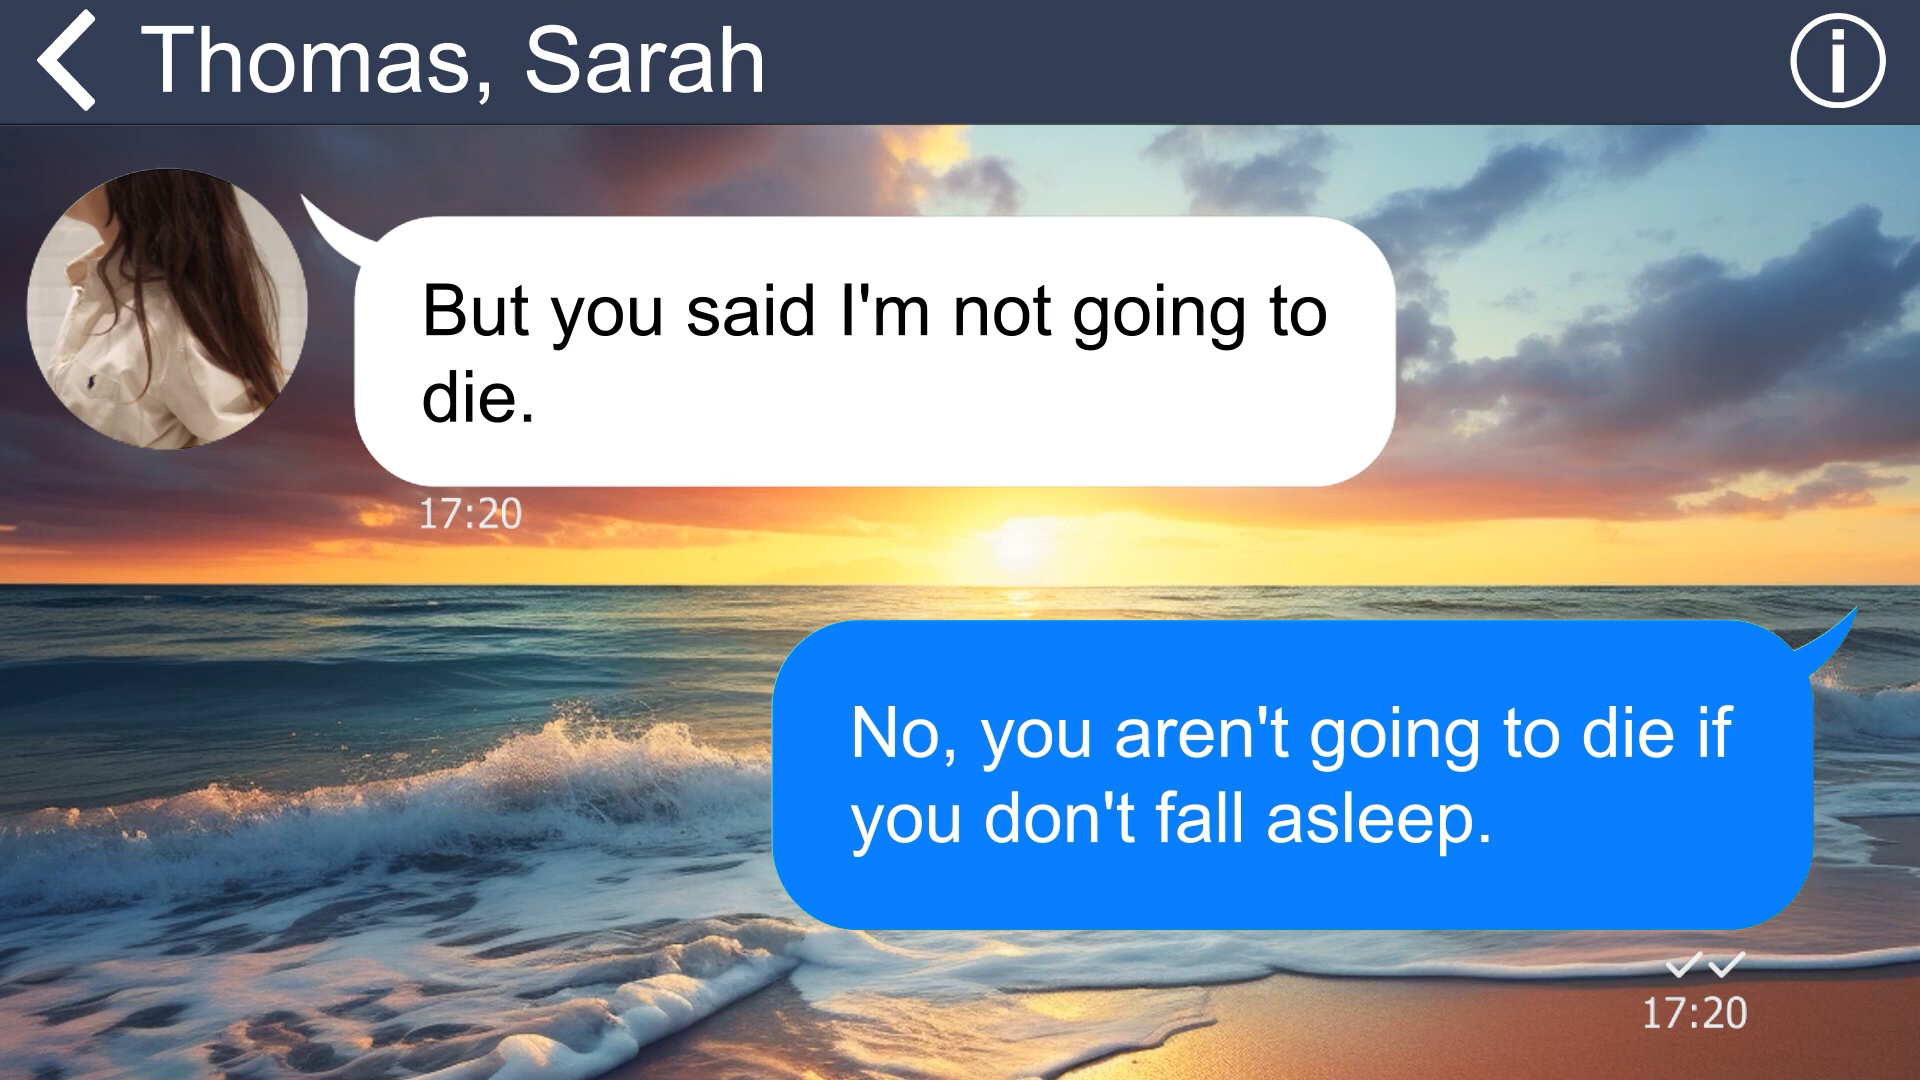 Thomas, Sarah
But you said I'm not going to
die.
17:20
No, you aren't going to die if
you don't fall asleep.
17:20